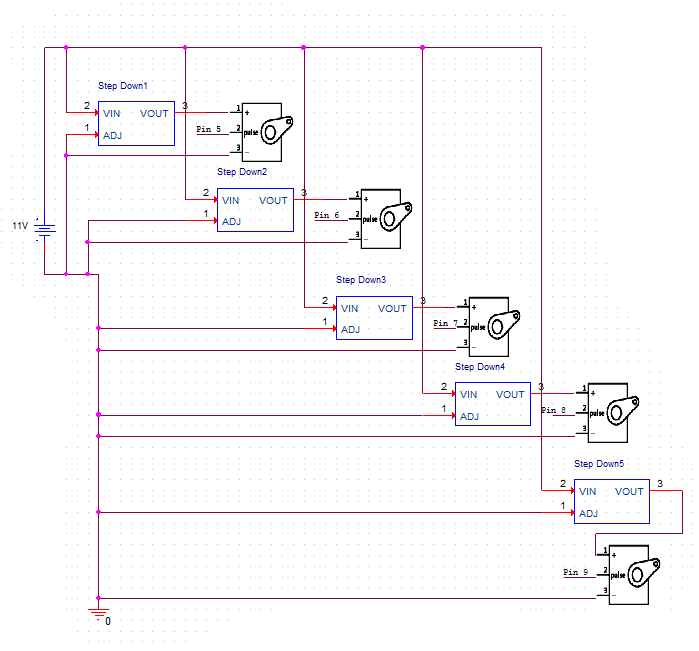 Step Down1
2 VIN VOUT 3
1 ADJ
1 +
Pin 5 2 pulse
3 -
Step Down2
2 VIN VOUT 3
1 ADJ
1 +
Pin 6 2 pulse
3 -
11V
Step Down3
2 VIN VOUT 3
1 ADJ
1 +
Pin 7 2 pulse
3 -
Step Down4
2 VIN VOUT 3
1 ADJ
1 +
Pin 8 2 pulse
3 -
Step Down5
2 VIN VOUT 3
1 ADJ
1 +
Pin 9 2 pulse
3 -
0